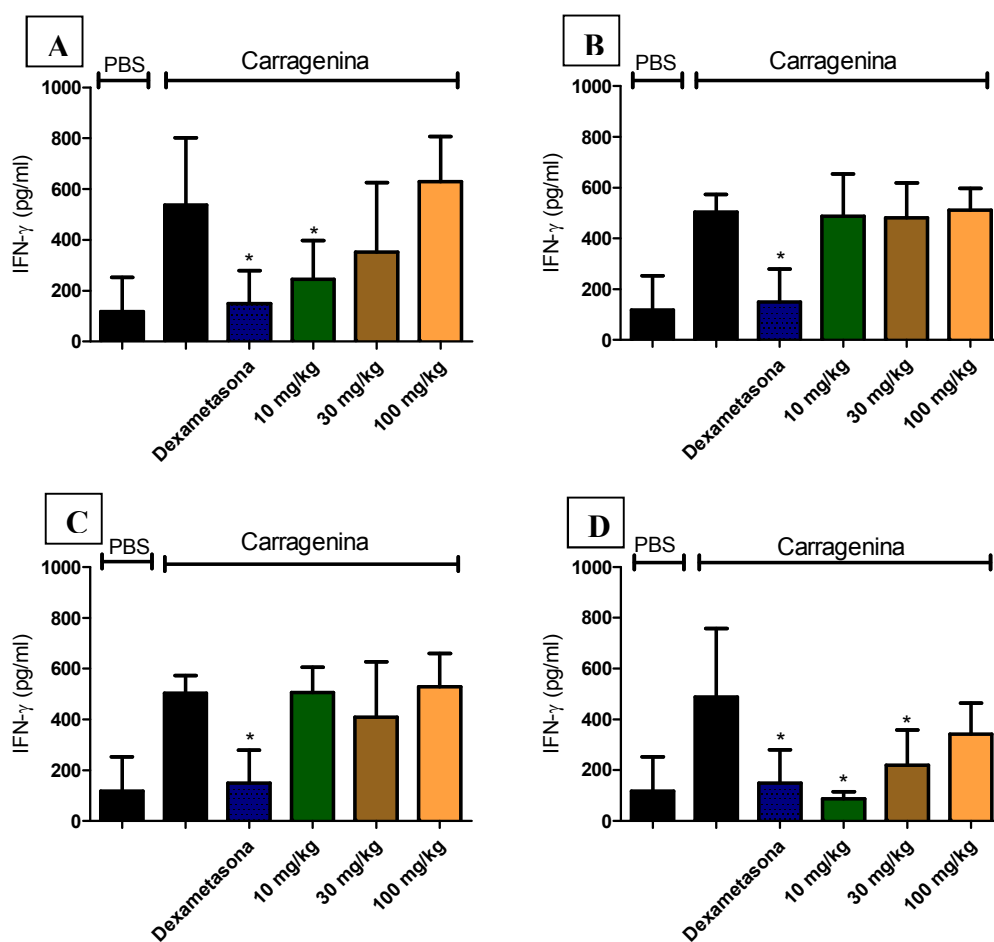 A
PBS
Carragenina
IFN-γ (pg/ml)
1000
800
600
400
200
0
Dexametasona
10 mg/kg
30 mg/kg
100 mg/kg
*
*
B
PBS
Carragenina
IFN-γ (pg/ml)
1000
800
600
400
200
0
Dexametasona
10 mg/kg
30 mg/kg
100 mg/kg
*
C
PBS
Carragenina
IFN-γ (pg/ml)
1000
800
600
400
200
0
Dexametasona
10 mg/kg
30 mg/kg
100 mg/kg
*
D
PBS
Carragenina
IFN-γ (pg/ml)
1000
800
600
400
200
0
Dexametasona
10 mg/kg
30 mg/kg
100 mg/kg
*
*
*